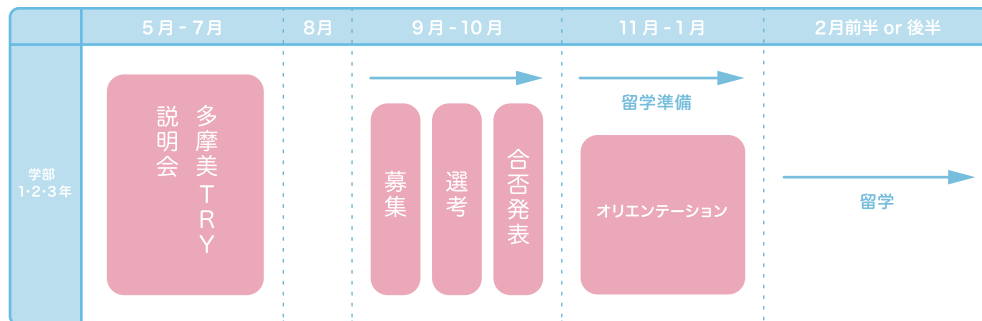 5月-7月
8月
9月-10月
11月-1月
2月前半 or 後半
学部
1・2・3年
多摩美TRY
説明会
募集
選考
合否発表
留学準備
オリエンテーション
留学